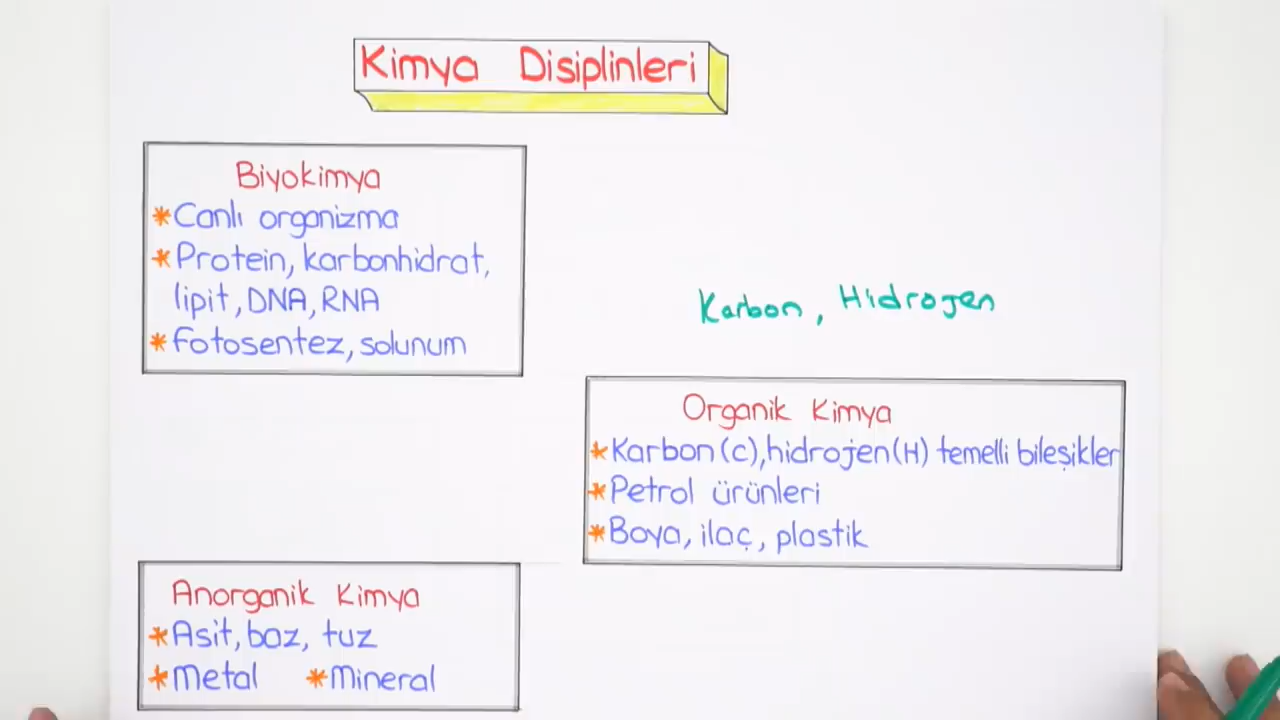 Kimya Disiplinleri
Biyokimya
*Canlı organizma
*Protein, karbonhidrat,
lipit, DNA, RNA
*Fotosentez, solunum
Karbon, Hidrojen
Organik Kimya
*Karbon(C),hidrojen(H) temelli bileşikler
*Petrol ürünleri
*Boya, ilaç, plastik
Anorganik Kimya
*Asit, baz, tuz
*Metal *Mineral